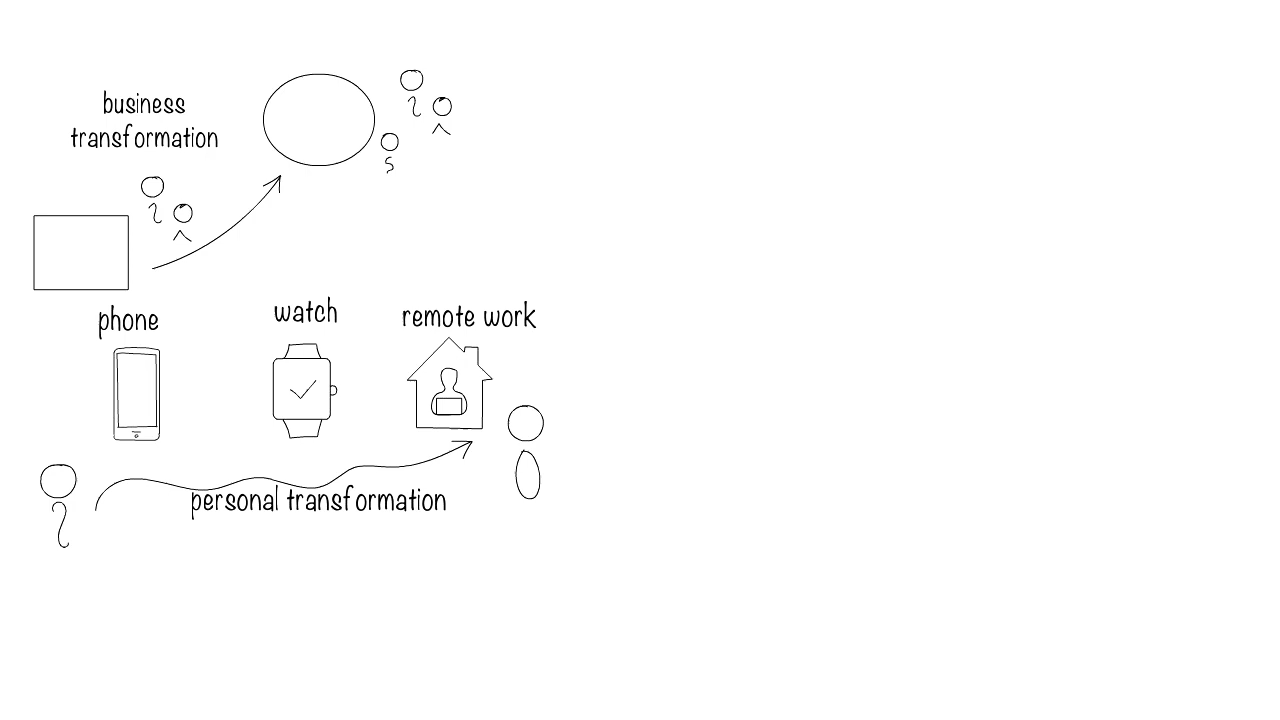 business
transformation
phone
watch
remote work
personal transformation